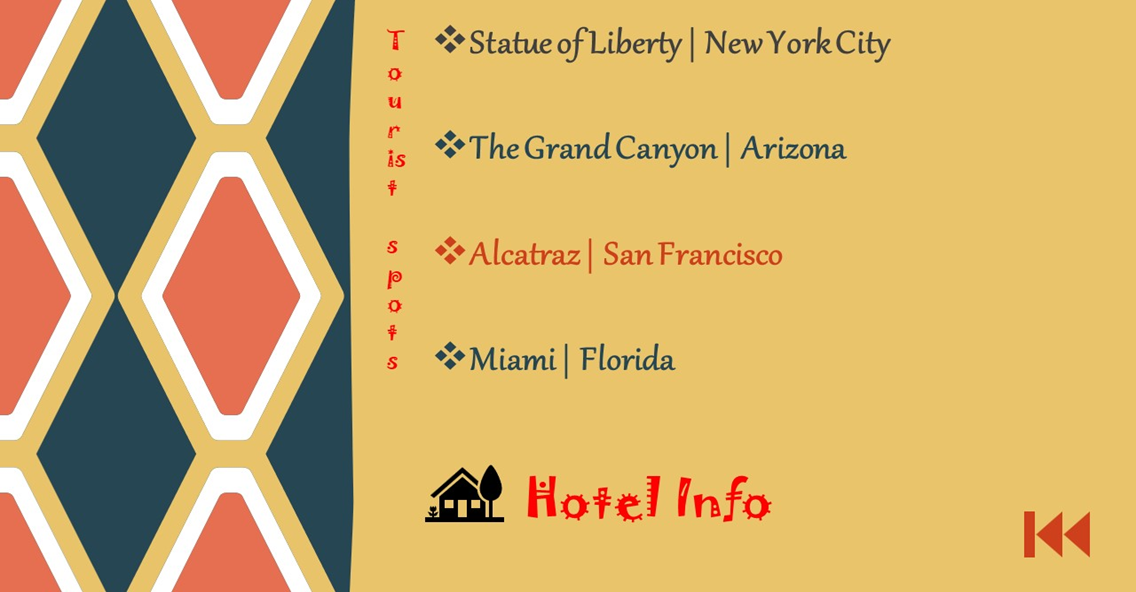 Tourist spots
Statue of Liberty | New York City
The Grand Canyon | Arizona
Alcatraz | San Francisco
Miami | Florida
Hotel Info